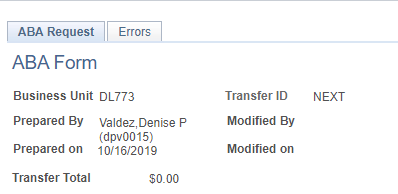 ABA Request Errors
ABA Form
Business Unit DL773 Transfer ID NEXT
Prepared By Valdez,Denise P Modified By
(dpv0015)
Prepared on 10/16/2019 Modified on
Transfer Total $0.00